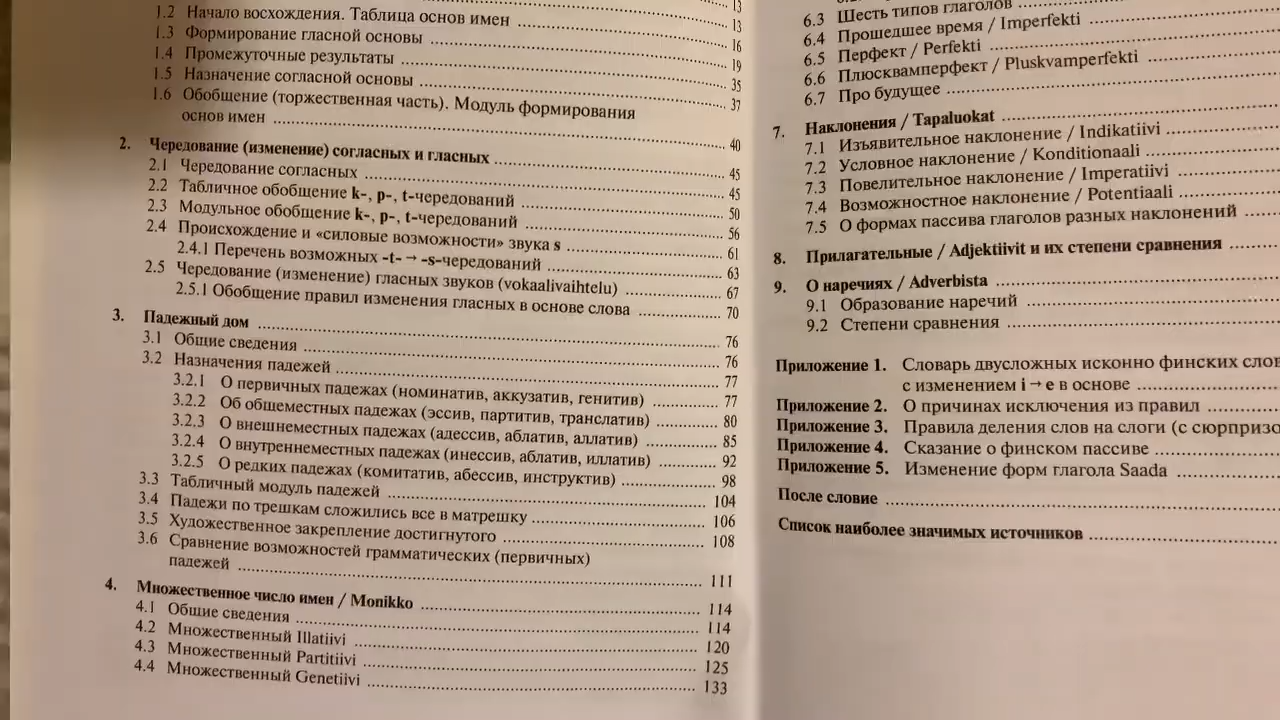 13
1.2 Начало восхождения. Таблица основ имен ........ 13
1.3 Формирование гласной основы ........ 16
1.4 Промежуточные результаты ........ 19
1.5 Назначение согласной основы ........ 35
1.6 Обобщение (торжественная часть). Модуль формирования ........ 37
основ имен ........ 40
2. Чередование (изменение) согласных и гласных ........ 45
2.1 Чередование согласных ........ 45
2.2 Табличное обобщение k-, p-, t-чередований ........ 50
2.3 Модульное обобщение k-, p-, t-чередований ........ 56
2.4 Происхождение и «силовые возможности» звука s ........ 61
2.4.1 Перечень возможных -t- → -s-чередований ........ 63
2.5 Чередование (изменение) гласных звуков (vokaalivaihtelu) ........ 67
2.5.1 Обобщение правил изменения гласных в основе слова ........ 70
3. Падежный дом ........ 76
3.1 Общие сведения ........ 76
3.2 Назначения падежей ........ 77
3.2.1 О первичных падежах (номинатив, аккузатив, генитив) ........ 77
3.2.2 Об общеместных падежах (эссив, партитив, транслатив) ........ 80
3.2.3 О внешнеместных падежах (адессив, аблатив, аллатив) ........ 85
3.2.4 О внутреннеместных падежах (инессив, аблатив, иллатив) ........ 92
3.2.5 О редких падежах (комитатив, абессив, инструктив) ........ 98
3.3 Табличный модуль падежей ........ 104
3.4 Падежи по трешкам сложились все в матрешку ........ 106
3.5 Художественное закрепление достигнутого ........ 108
3.6 Сравнение возможностей грамматических (первичных)
падежей ........ 111
4. Множественное число имен / Monikko ........ 114
4.1 Общие сведения ........ 114
4.2 Множественный Illatiivi ........ 120
4.3 Множественный Partitiivi ........ 125
4.4 Множественный Genetiivi ........ 133
6.3 Шесть типов глаголов ........
6.4 Прошедшее время / Imperfekti ........
6.5 Перфект / Perfekti ........
6.6 Плюсквамперфект / Pluskvamperfekti ........
6.7 Про будущее ........
7. Наклонения / Tapaluokat ........
7.1 Изъявительное наклонение / Indikatiivi ........
7.2 Условное наклонение / Konditionaali ........
7.3 Повелительное наклонение / Imperatiivi ........
7.4 Возможностное наклонение / Potentiaali ........
7.5 О формах пассива глаголов разных наклонений ........
8. Прилагательные / Adjektiivit и их степени сравнения ........
9. О наречиях / Adverbista ........
9.1 Образование наречий ........
9.2 Степени сравнения ........
Приложение 1. Словарь двусложных исконно финских слов
с изменением i → e в основе ........
Приложение 2. О причинах исключения из правил ........
Приложение 3. Правила деления слов на слоги (с сюрпризо
Приложение 4. Сказание о финском пассиве ........
Приложение 5. Изменение форм глагола Saada ........
После словие ........
Список наиболее значимых источников ........